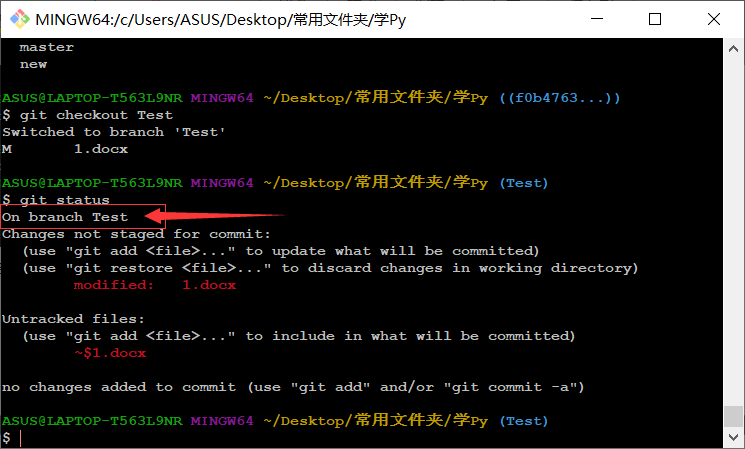 MINGW64:/c/Users/ASUS/Desktop/常用文件夹/学Py
master
new
ASUS@LAPTOP-T563L9NR MINGW64 ~/Desktop/常用文件夹/学Py ((f0b4763...))
$ git checkout Test
Switched to branch 'Test'
M       1.docx
ASUS@LAPTOP-T563L9NR MINGW64 ~/Desktop/常用文件夹/学Py (Test)
$ git status
On branch Test
Changes not staged for commit:
  (use "git add <file>..." to update what will be committed)
  (use "git restore <file>..." to discard changes in working directory)
        modified:   1.docx
Untracked files:
  (use "git add <file>..." to include in what will be committed)
        ~$1.docx
no changes added to commit (use "git add" and/or "git commit -a")
ASUS@LAPTOP-T563L9NR MINGW64 ~/Desktop/常用文件夹/学Py (Test)
$